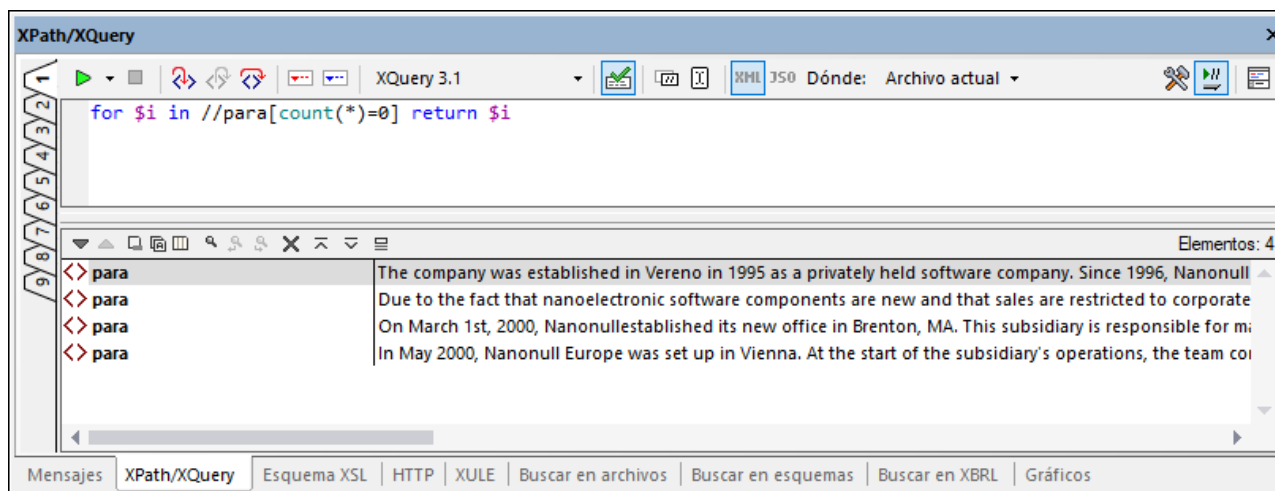 XPath/XQuery
XQuery 3.1 XML JSO Dónde: Archivo actual
1
2
3
4
5
6
7
8
9
for $i in //para[count(*)=0] return $i
Elementos: 4
para The company was established in Vereno in 1995 as a privately held software company. Since 1996, Nanonull
para Due to the fact that nanoelectronic software components are new and that sales are restricted to corporate
para On March 1st, 2000, Nanonullestablished its new office in Brenton, MA. This subsidiary is responsible for
para In May 2000, Nanonull Europe was set up in Vienna. At the start of the subsidiary's operations, the team
Mensajes XPath/XQuery Esquema XSL HTTP XULE Buscar en archivos Buscar en esquemas Buscar en XBRL Gráficos